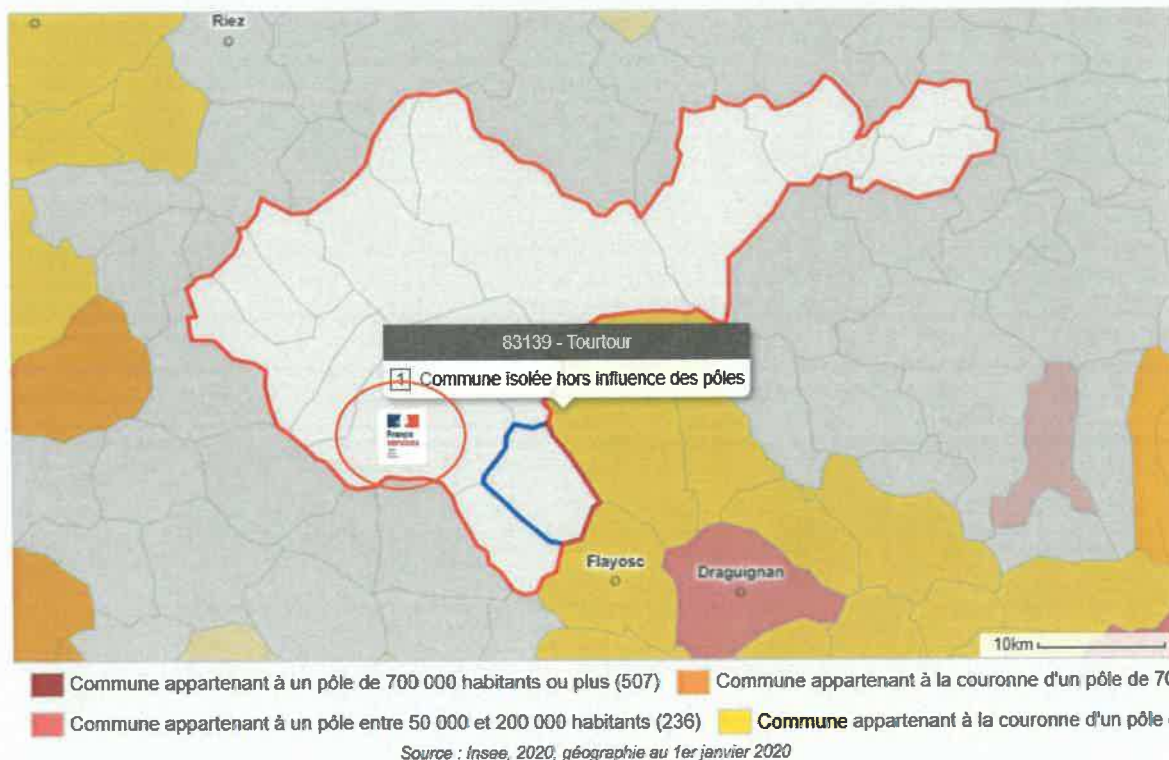 Riez
83139 - Tourtour
1 Commune isolée hors influence des pôles
France
services
Flayosc
Draguignan
10km
Commune appartenant à un pôle de 700 000 habitants ou plus (507)
Commune appartenant à la couronne d'un pôle de 70
Commune appartenant à un pôle entre 50 000 et 200 000 habitants (236)
Commune appartenant à la couronne d'un pôle
Source : Insee, 2020, géographie au 1er janvier 2020